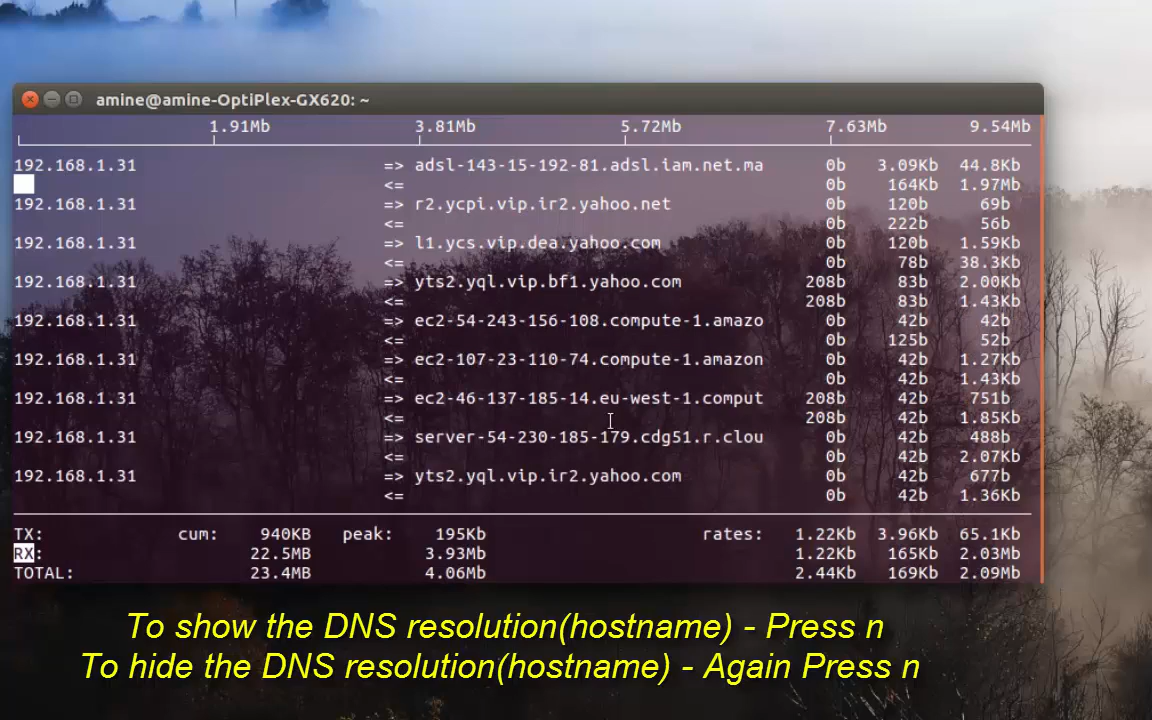 amine@amine-OptiPlex-GX620: ~
1.91Mb 3.81Mb 5.72Mb 7.63Mb 9.54Mb
192.168.1.31 => adsl-143-15-192-81.adsl.iam.net.ma 0b 3.09Kb 44.8Kb
<= 0b 164Kb 1.97Mb
192.168.1.31 => r2.ycpi.vip.ir2.yahoo.net 0b 120b 69b
<= 0b 222b 56b
192.168.1.31 => l1.ycs.vip.dea.yahoo.com 0b 120b 1.59Kb
<= 0b 78b 38.3Kb
192.168.1.31 => yts2.yql.vip.bf1.yahoo.com 208b 83b 2.00Kb
<= 208b 83b 1.43Kb
192.168.1.31 => ec2-54-243-156-108.compute-1.amazo 0b 42b 42b
<= 0b 125b 52b
192.168.1.31 => ec2-107-23-110-74.compute-1.amazon 0b 42b 1.27Kb
<= 0b 42b 1.43Kb
192.168.1.31 => ec2-46-137-185-14.eu-west-1.comput 208b 42b 751b
<= 208b 42b 1.85Kb
192.168.1.31 => server-54-230-185-179.cdg51.r.clou 0b 42b 488b
<= 0b 42b 2.07Kb
192.168.1.31 => yts2.yql.vip.ir2.yahoo.com 0b 42b 677b
<= 0b 42b 1.36Kb
TX: cum: 940KB peak: 195Kb rates: 1.22Kb 3.96Kb 65.1Kb
RX: 22.5MB 3.93Mb 1.22Kb 165Kb 2.03Mb
TOTAL: 23.4MB 4.06Mb 2.44Kb 169Kb 2.09Mb
To show the DNS resolution(hostname) - Press n
To hide the DNS resolution(hostname) - Again Press n